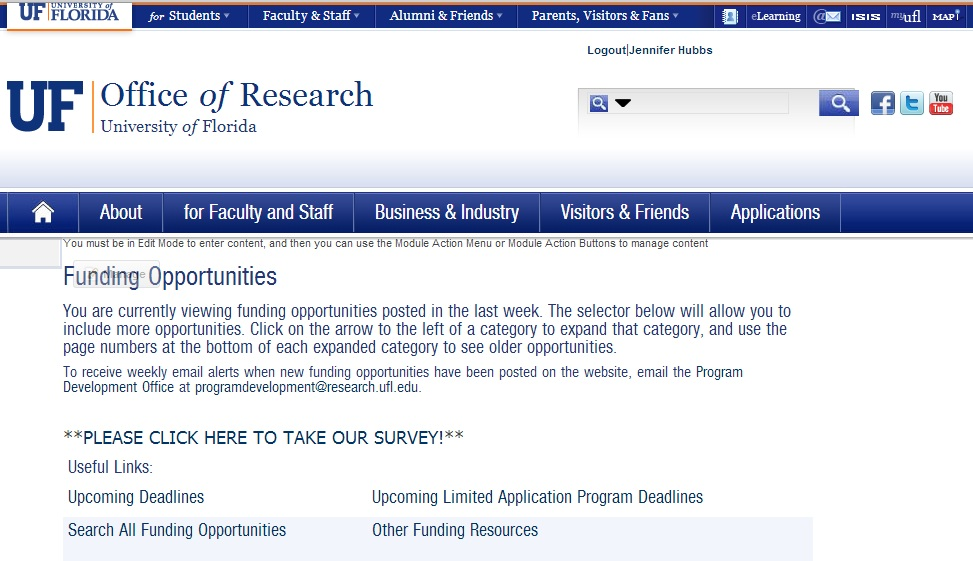 UF UNIVERSITY of FLORIDA
for Students
Faculty & Staff
Alumni & Friends
Parents, Visitors & Fans
eLearning
@
ISIS
myufl
MAP
Logout|Jennifer Hubbs
UF
Office of Research
University of Florida
f
t
You Tube
About
for Faculty and Staff
Business & Industry
Visitors & Friends
Applications
You must be in Edit Mode to enter content, and then you can use the Module Action Menu or Module Action Buttons to manage content
Manage
Funding Opportunities
You are currently viewing funding opportunities posted in the last week. The selector below will allow you to
include more opportunities. Click on the arrow to the left of a category to expand that category, and use the
page numbers at the bottom of each expanded category to see older opportunities.
To receive weekly email alerts when new funding opportunities have been posted on the website, email the Program
Development Office at programdevelopment@research.ufl.edu.
**PLEASE CLICK HERE TO TAKE OUR SURVEY!**
Useful Links:
Upcoming Deadlines
Upcoming Limited Application Program Deadlines
Search All Funding Opportunities
Other Funding Resources